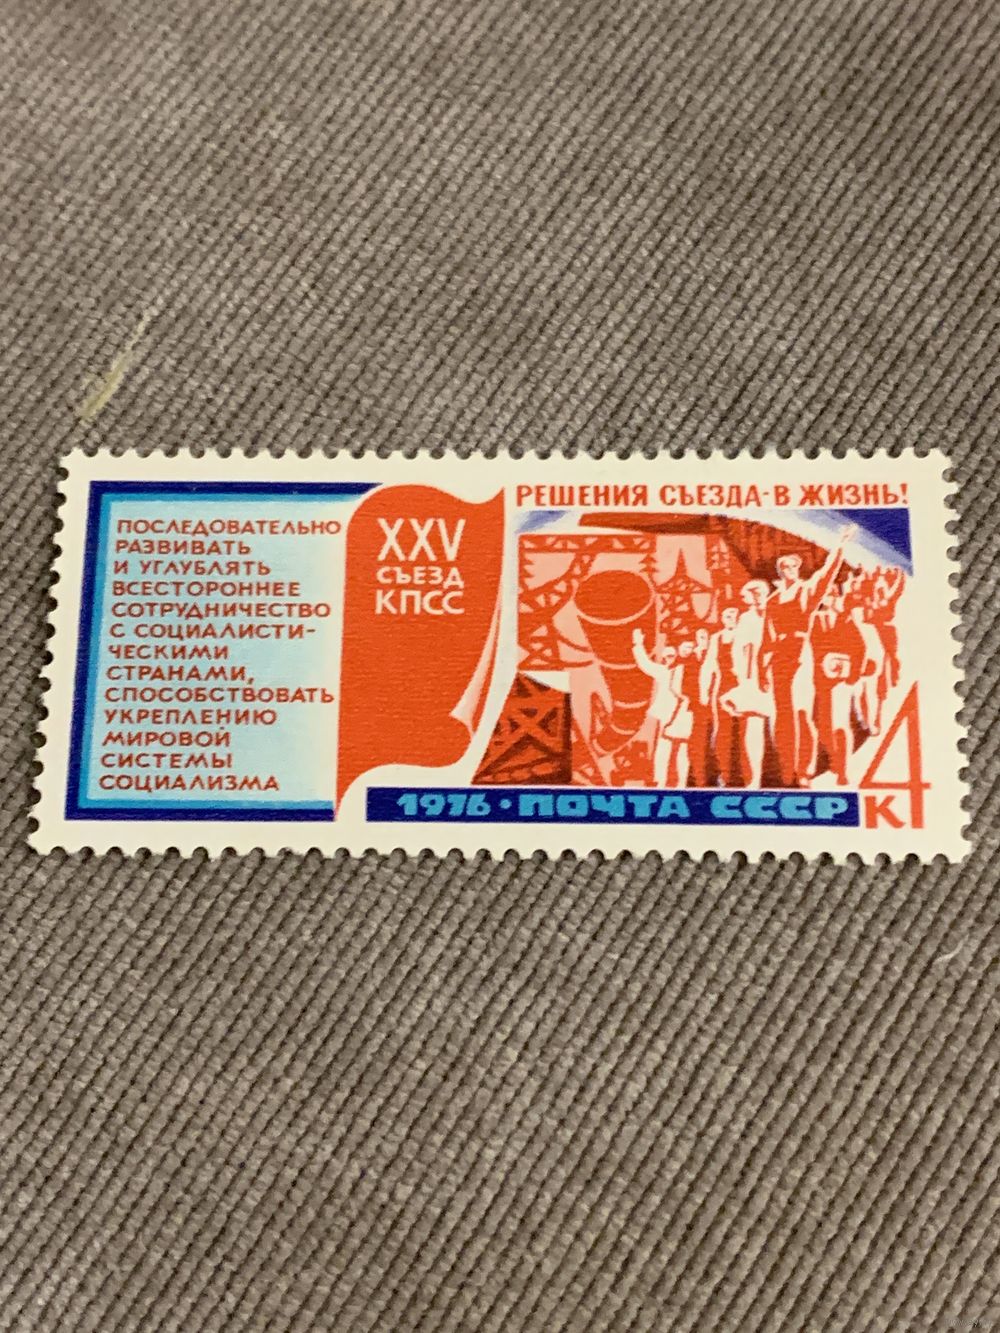 ПОСЛЕДОВАТЕЛЬНО
РАЗВИВАТЬ
И УГЛУБЛЯТЬ
ВСЕСТОРОННЕЕ
СОТРУДНИЧЕСТВО
С СОЦИАЛИСТИ-
ЧЕСКИМИ
СТРАНАМИ,
СПОСОБСТВОВАТЬ
УКРЕПЛЕНИЮ
МИРОВОЙ
СИСТЕМЫ
СОЦИАЛИЗМА
XXV
СЪЕЗД
КПСС
РЕШЕНИЯ СЪЕЗДА-В ЖИЗНЬ!
1976·ПОЧТА СССР
4
К